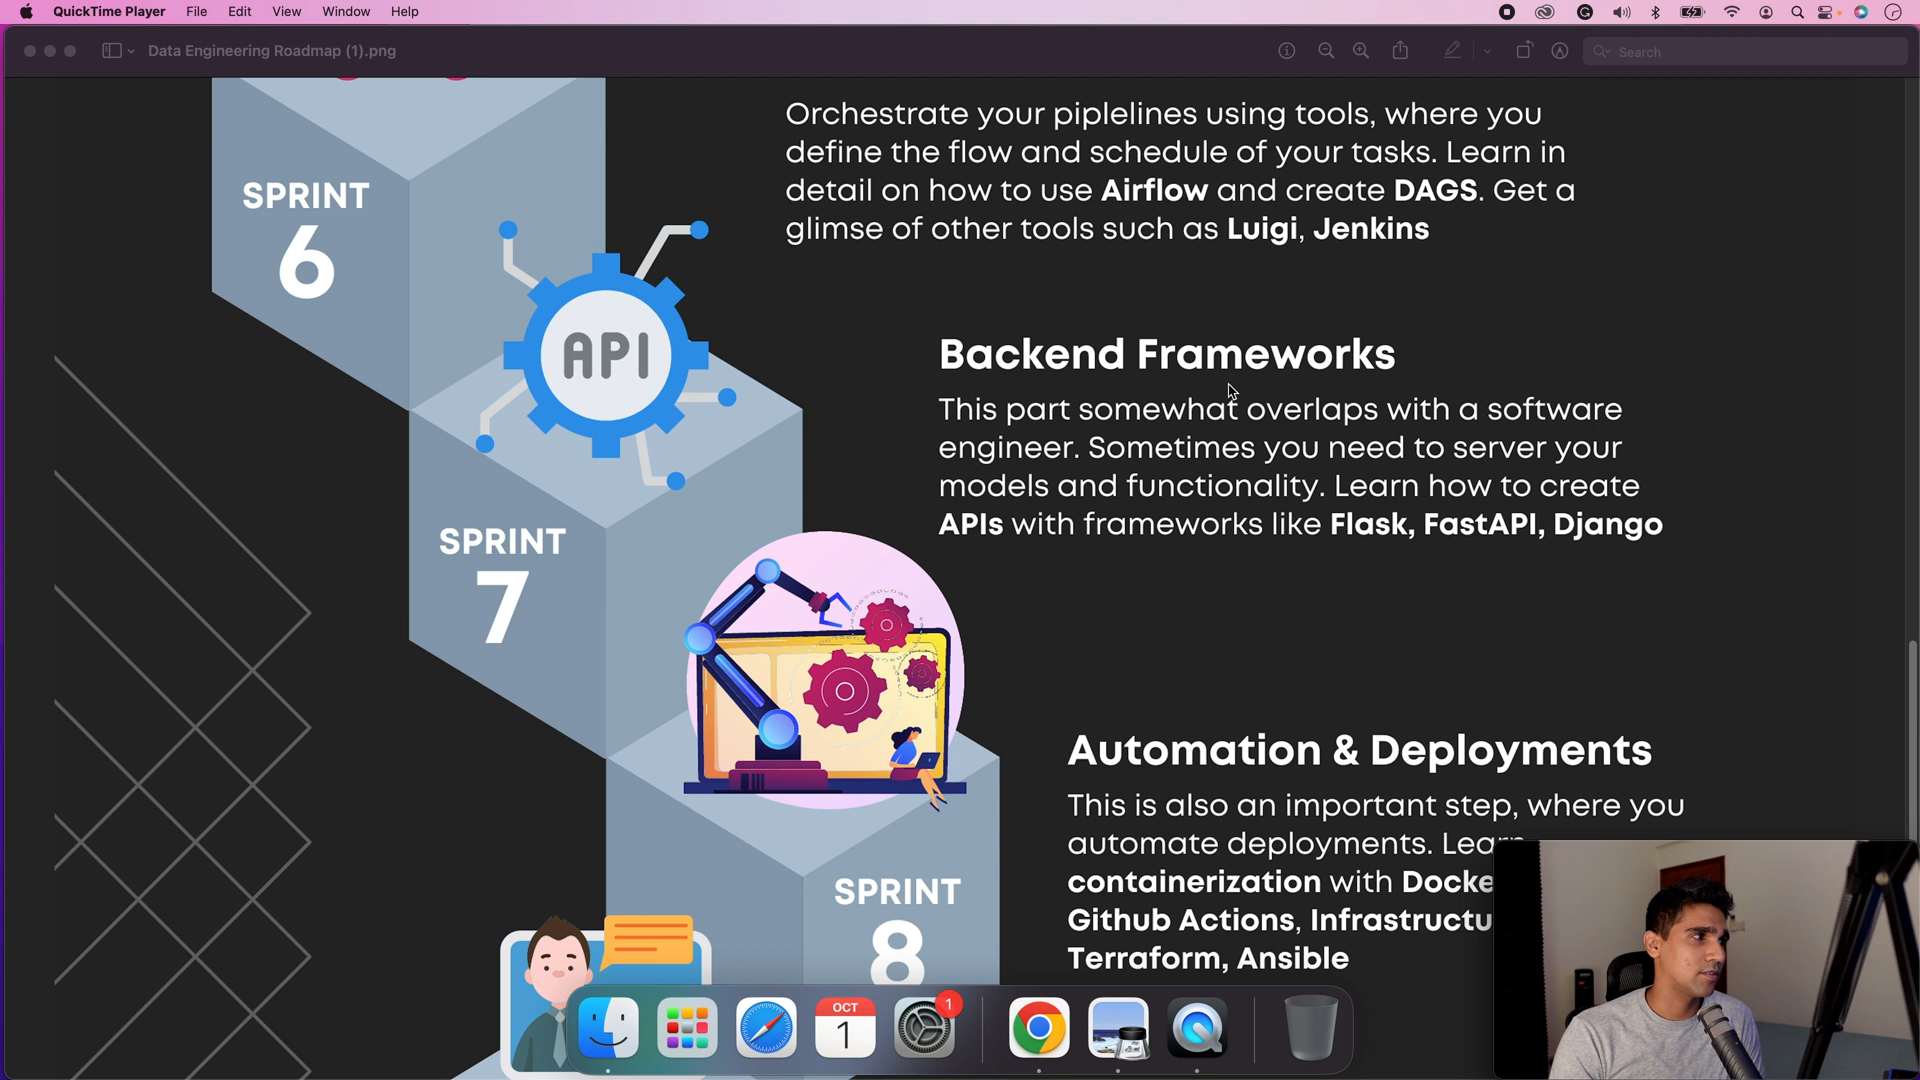 QuickTime Player File Edit View Window Help
Data Engineering Roadmap (1).png
Search
Orchestrate your piplelines using tools, where you
define the flow and schedule of your tasks. Learn in
detail on how to use Airflow and create DAGS. Get a
glimse of other tools such as Luigi, Jenkins
SPRINT
6
API
Backend Frameworks
This part somewhat overlaps with a software
engineer. Sometimes you need to server your
models and functionality. Learn how to create
APIs with frameworks like Flask, FastAPI, Django
SPRINT
7
Automation & Deployments
This is also an important step, where you
automate deployments. Learn
containerization with Docke
Github Actions, Infrastructu
Terraform, Ansible
SPRINT
8
OCT
1
1